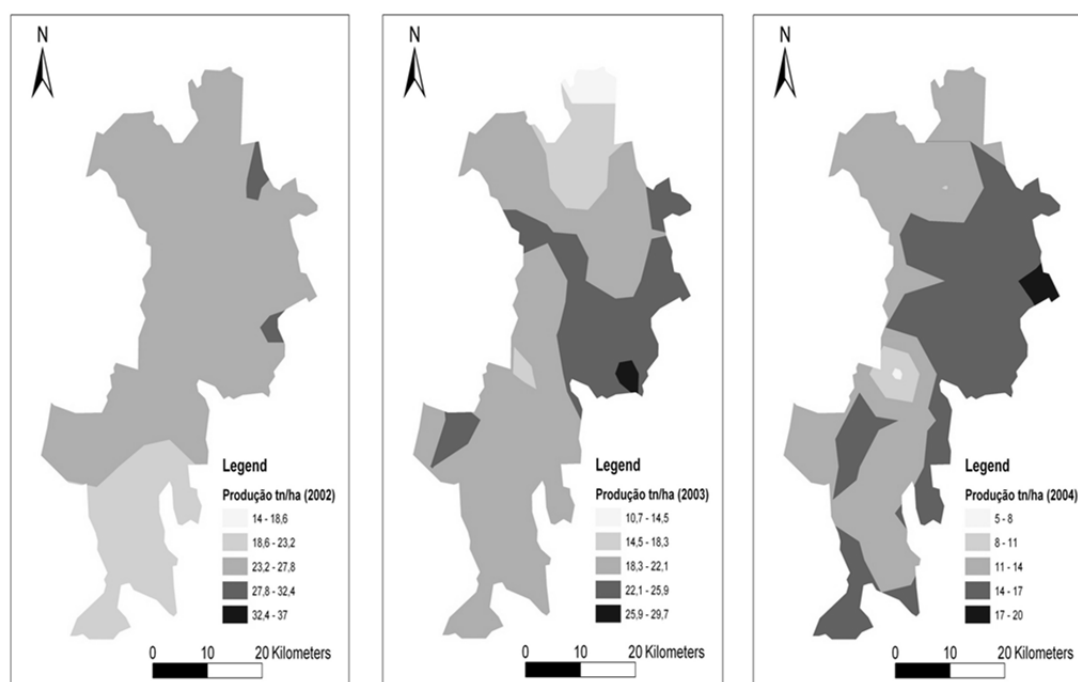 N
Legend
Produção tn/ha (2002)
14 - 18,6
18,6 - 23,2
23,2 - 27,8
27,8 - 32,4
32,4 - 37
0 10 20 Kilometers
N
Legend
Produção tn/ha (2003)
10,7 - 14,5
14,5 - 18,3
18,3 - 22,1
22,1 - 25,9
25,9 - 29,7
0 10 20 Kilometers
N
Legend
Produção tn/ha (2004)
5 - 8
8 - 11
11 - 14
14 - 17
17 - 20
0 10 20 Kilometers